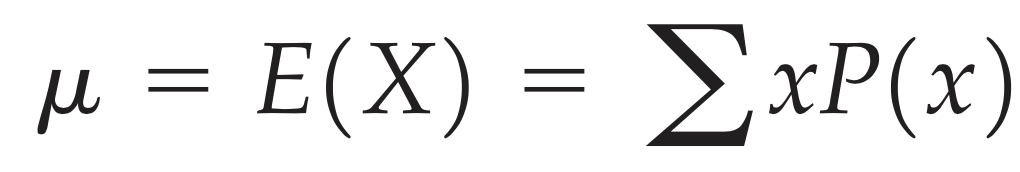 μ = E(X) = ∑xP(x)